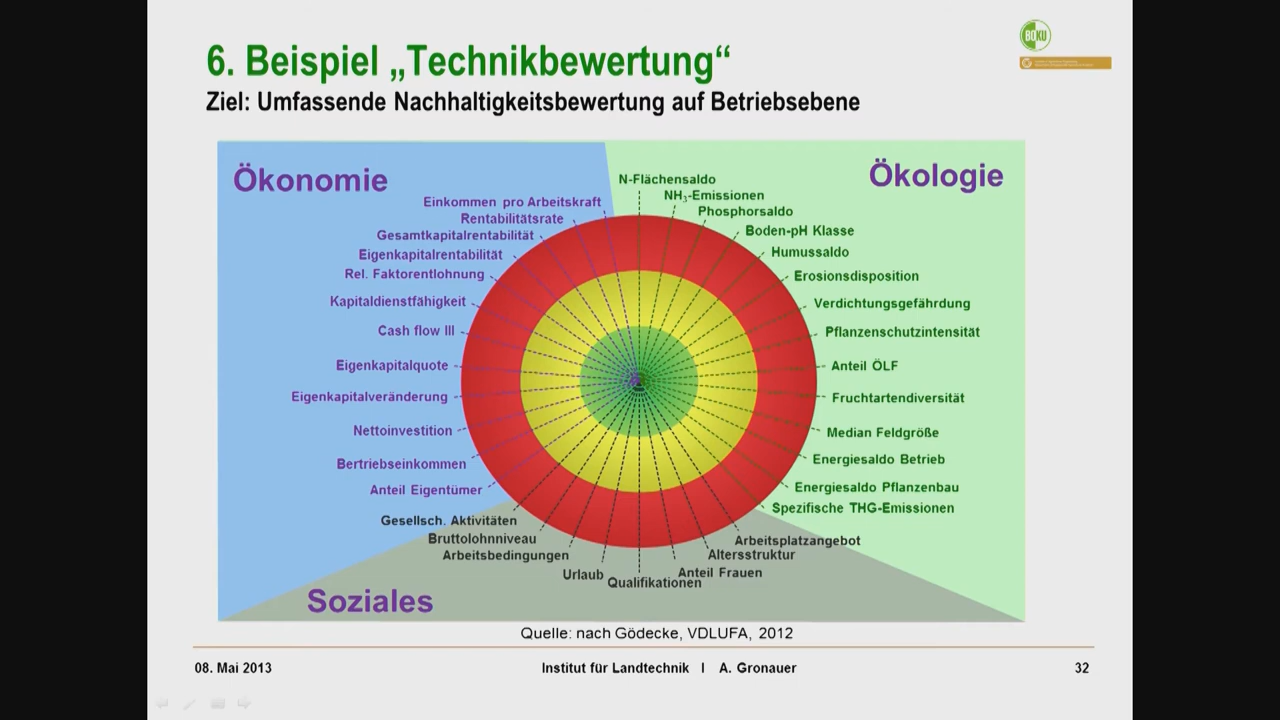 6. Beispiel „Technikbewertung“
Ziel: Umfassende Nachhaltigkeitsbewertung auf Betriebsebene
BOKU
Ökonomie
Ökologie
Einkommen pro Arbeitskraft
Rentabilitätsrate
Gesamtkapitalrentabilität
Eigenkapitalrentabilität
Rel. Faktorentlohnung
Kapitaldienstfähigkeit
Cash flow III
Eigenkapitalquote
Eigenkapitalveränderung
Nettoinvestition
Bertriebseinkommen
Anteil Eigentümer
N-Flächensaldo
NH3-Emissionen
Phosphorsaldo
Boden-pH Klasse
Humussaldo
Erosionsdisposition
Verdichtungsgefährdung
Pflanzenschutzintensität
Anteil ÖLF
Fruchtartendiversität
Median Feldgröße
Energiesaldo Betrieb
Energiesaldo Pflanzenbau
Spezifische THG-Emissionen
Gesellsch. Aktivitäten
Bruttolohnniveau
Arbeitsbedingungen
Urlaub
Qualifikationen
Anteil Frauen
Altersstruktur
Arbeitsplatzangebot
Soziales
Quelle: nach Gödecke, VDLUFA, 2012
08. Mai 2013
Institut für Landtechnik I A. Gronauer
32